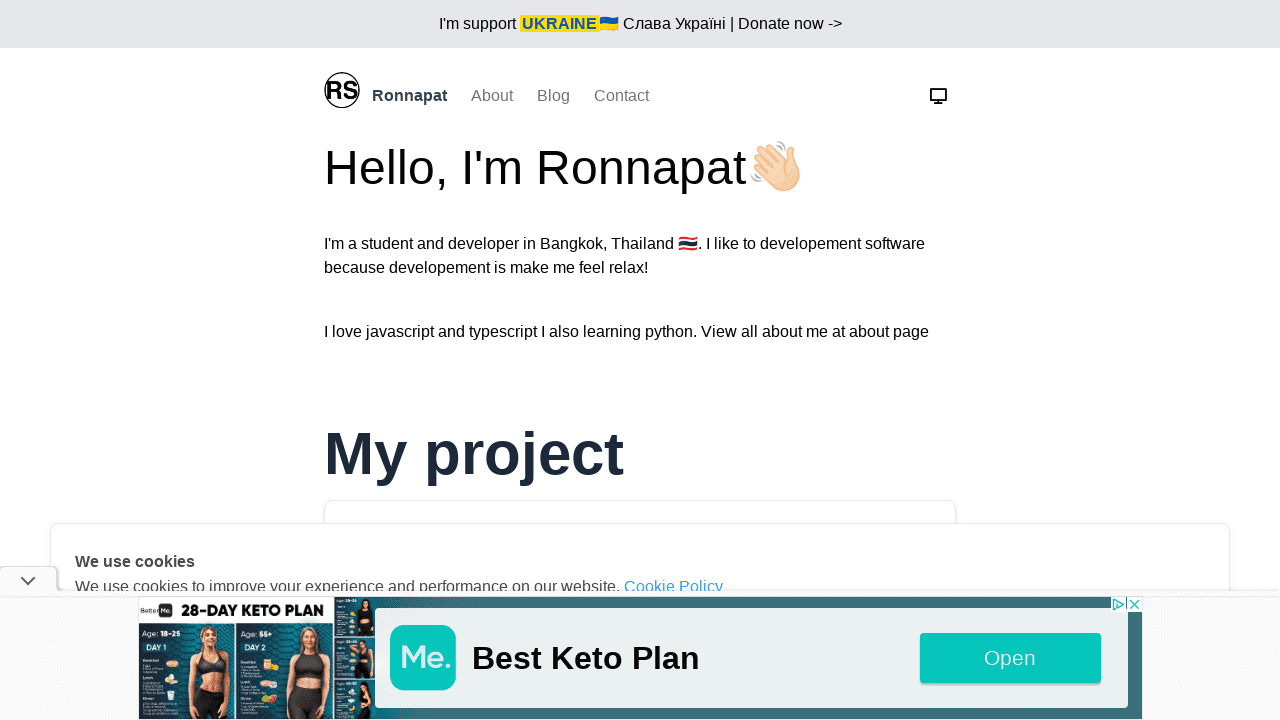 I'm support UKRAINE🇺🇦 Слава Україні | Donate now ->
RS Ronnapat About Blog Contact
Hello, I'm Ronnapat👋🏻
I'm a student and developer in Bangkok, Thailand 🇹🇭. I like to developement software
because developement is make me feel relax!
I love javascript and typescript I also learning python. View all about me at about page
My project
We use cookies
We use cookies to improve your experience and performance on our website. Cookie Policy
BetterMe. 28-DAY KETO PLAN
Age: 18-25 Age: 55+
DAY 1 DAY 2
Me. Best Keto Plan Open